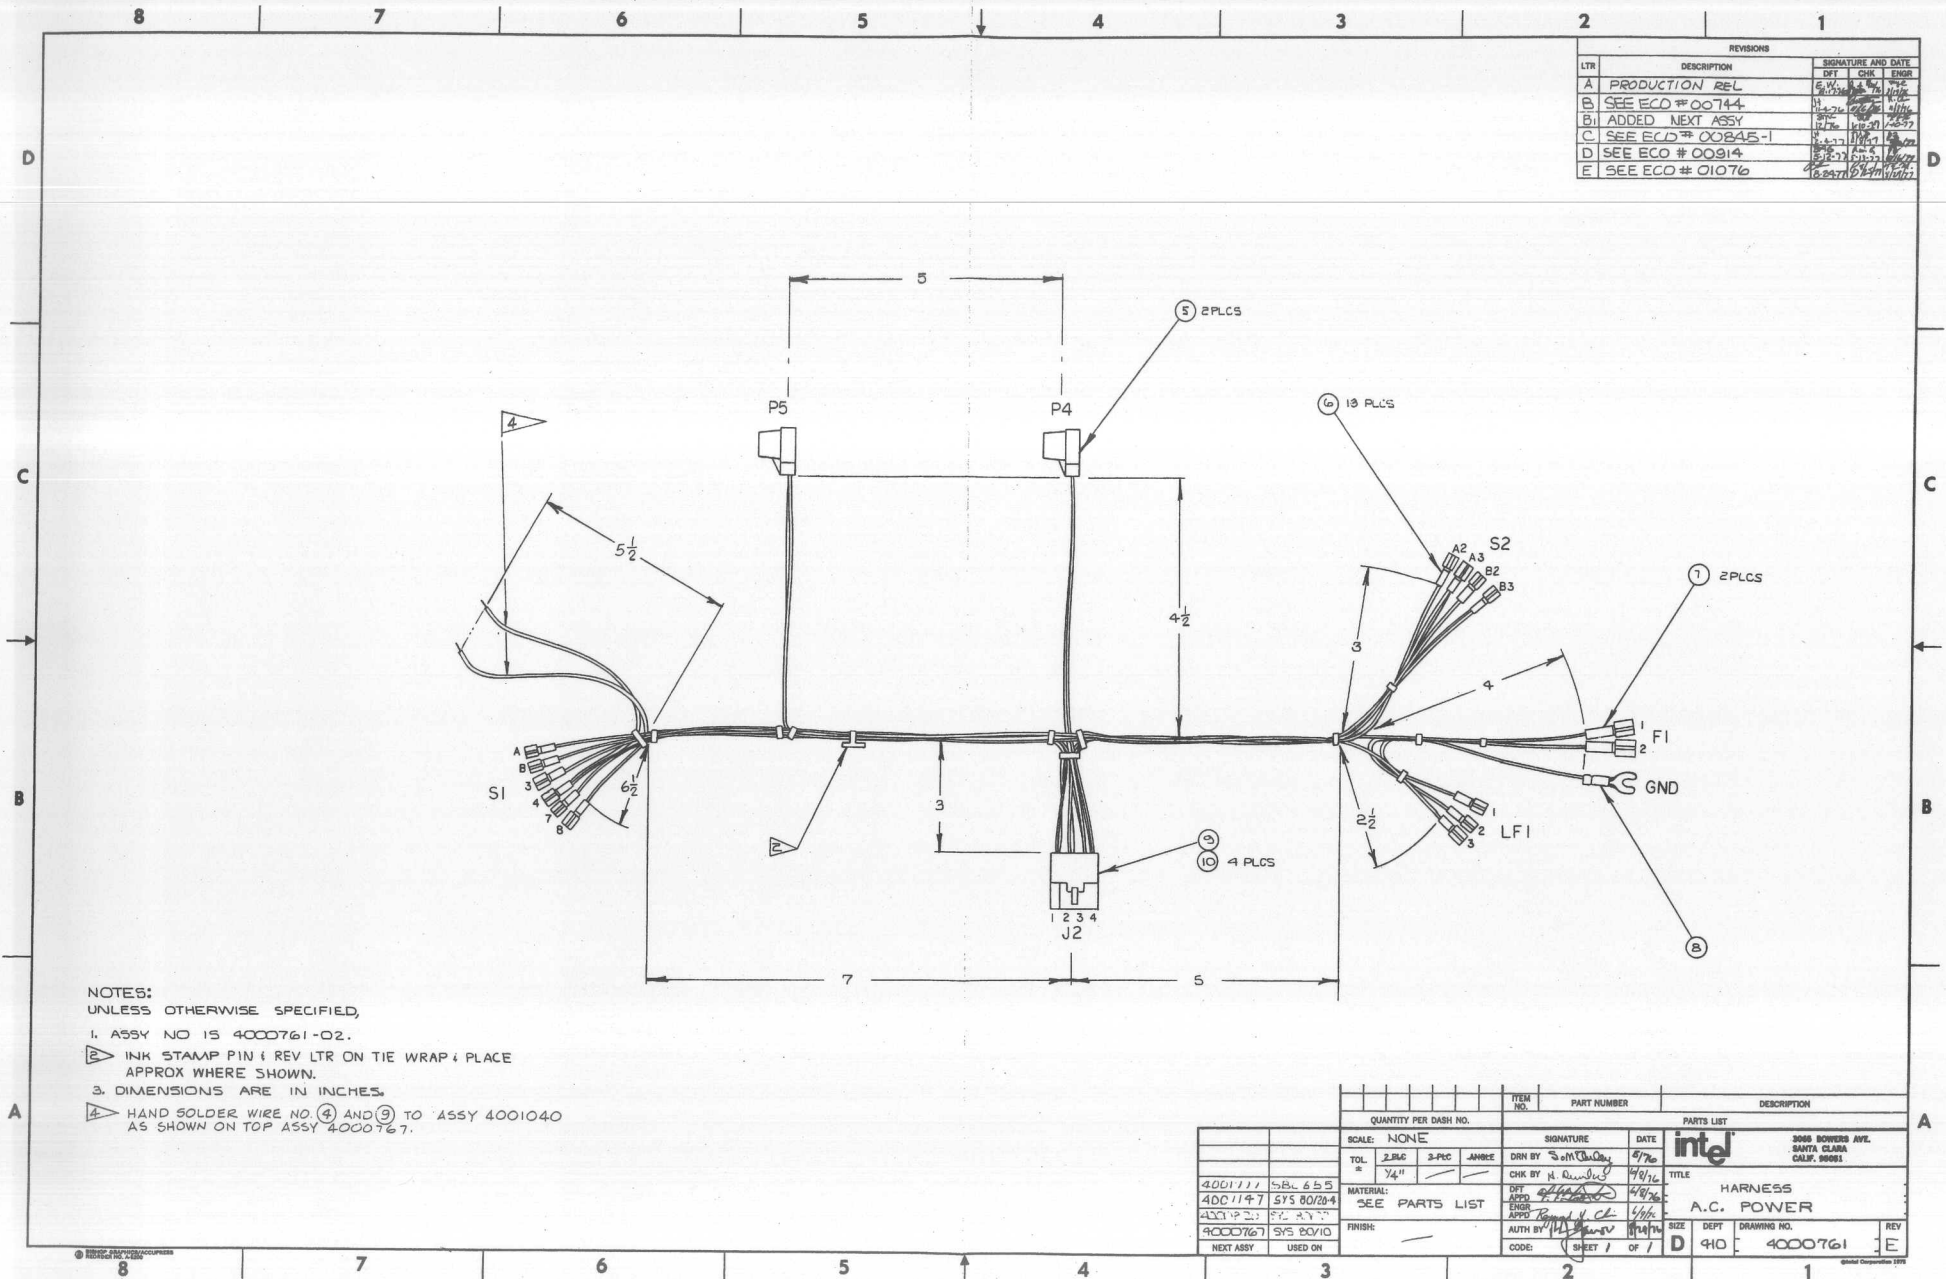 8 7 6 5 4 3 2 1
REVISIONS
LTR DESCRIPTION SIGNATURE AND DATE
DFT CHK ENGR
A PRODUCTION REL
B SEE ECO # 00744
B1 ADDED NEXT ASSY
C SEE ECO # 00845-1
D SEE ECO # 00914
E SEE ECO # 01076
D D
5
5 2PLCS
P5 P4
6 13 PLCS
4
C C
5 1/2
A2 S2
A3
B2
B3
7 2PLCS
4 1/2
3
4
1 F1
2
GND
A
B
3
4
7
8
S1
6 1/2
2
3
2 1/2
1
2 LF1
3
B B
9
10 4 PLCS
1 2 3 4
J2
8
7 5
NOTES:
UNLESS OTHERWISE SPECIFIED,
1. ASSY NO IS 4000761-02.
2 INK STAMP P/N & REV LTR ON TIE WRAP & PLACE
APPROX WHERE SHOWN.
3. DIMENSIONS ARE IN INCHES.
4 HAND SOLDER WIRE NO. 4 AND 9 TO ASSY 4001040
AS SHOWN ON TOP ASSY 4000767.
A A
QUANTITY PER DASH NO.
ITEM NO. PART NUMBER DESCRIPTION
PARTS LIST
SCALE: NONE
TOL ± 2-PLC 3-PLC ANGLE
1/4"
MATERIAL:
SEE PARTS LIST
FINISH:
SIGNATURE DATE
DRN BY 5/76
CHK BY
DFT APPD
ENGR APPD
AUTH BY
CODE: SHEET 1 OF 1
intel
3065 BOWERS AVE.
SANTA CLARA
CALIF. 95051
TITLE
HARNESS
A.C. POWER
SIZE DEPT DRAWING NO. REV
D 410 4000761 E
4001777 SBC 655
4001147 SYS 80/20-4
4000767 SYS 80/10
NEXT ASSY USED ON
© BISHOP GRAPHICS/ACCUPRESS
8 7 6 5 4 3 2 1